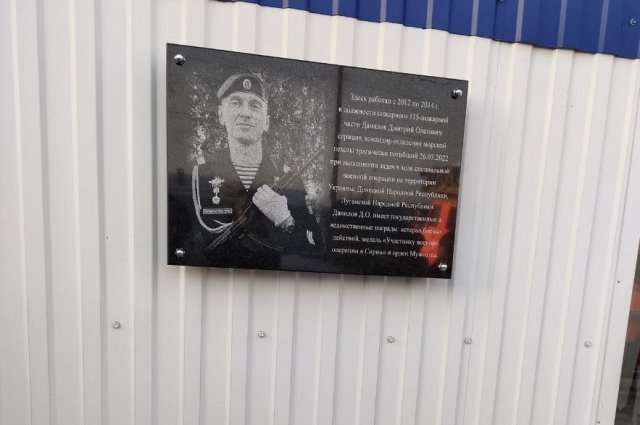 Здесь работал с 2012 по 2014 г.
в должности пожарного 115-пожарной
части Данилов Дмитрий Олегович
сержант, командир отделения морской
пехоты трагически погибший 26.03.2022
при выполнении задач в ходе специальной
военной операции на территории
Украины, Донецкой Народной Республики,
Луганской Народной Республики
Данилов Д.О. имеет государственные и
ведомственные награды: ветеран боевых
действий, медаль «Участнику военной
операции в Сирии» и орден Мужества.